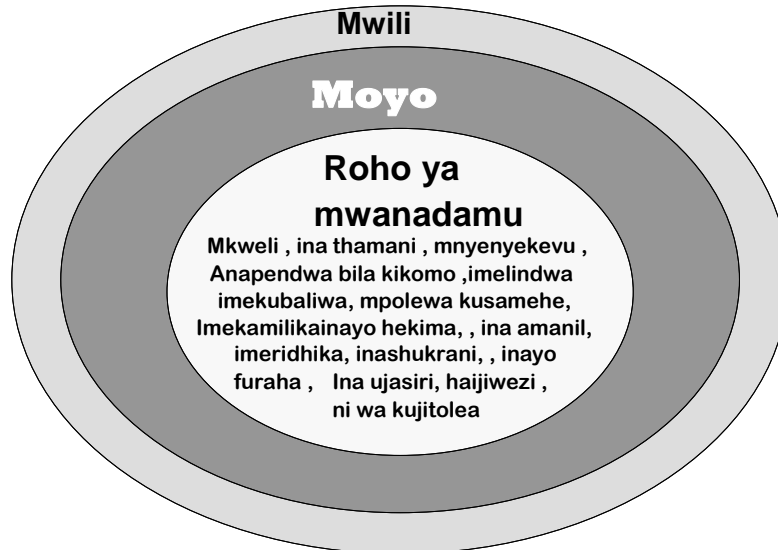 Mwili
Moyo
Roho ya
mwanadamu
Mkweli , ina thamani , mnyenyekevu ,
Anapendwa bila kikomo ,imelindwa
imekubaliwa, mpolewa kusamehe,
Imekamilikainayo hekima, , ina amanil,
imeridhika, inashukrani, , inayo
furaha , Ina ujasiri, haijiwezi ,
ni wa kujitolea